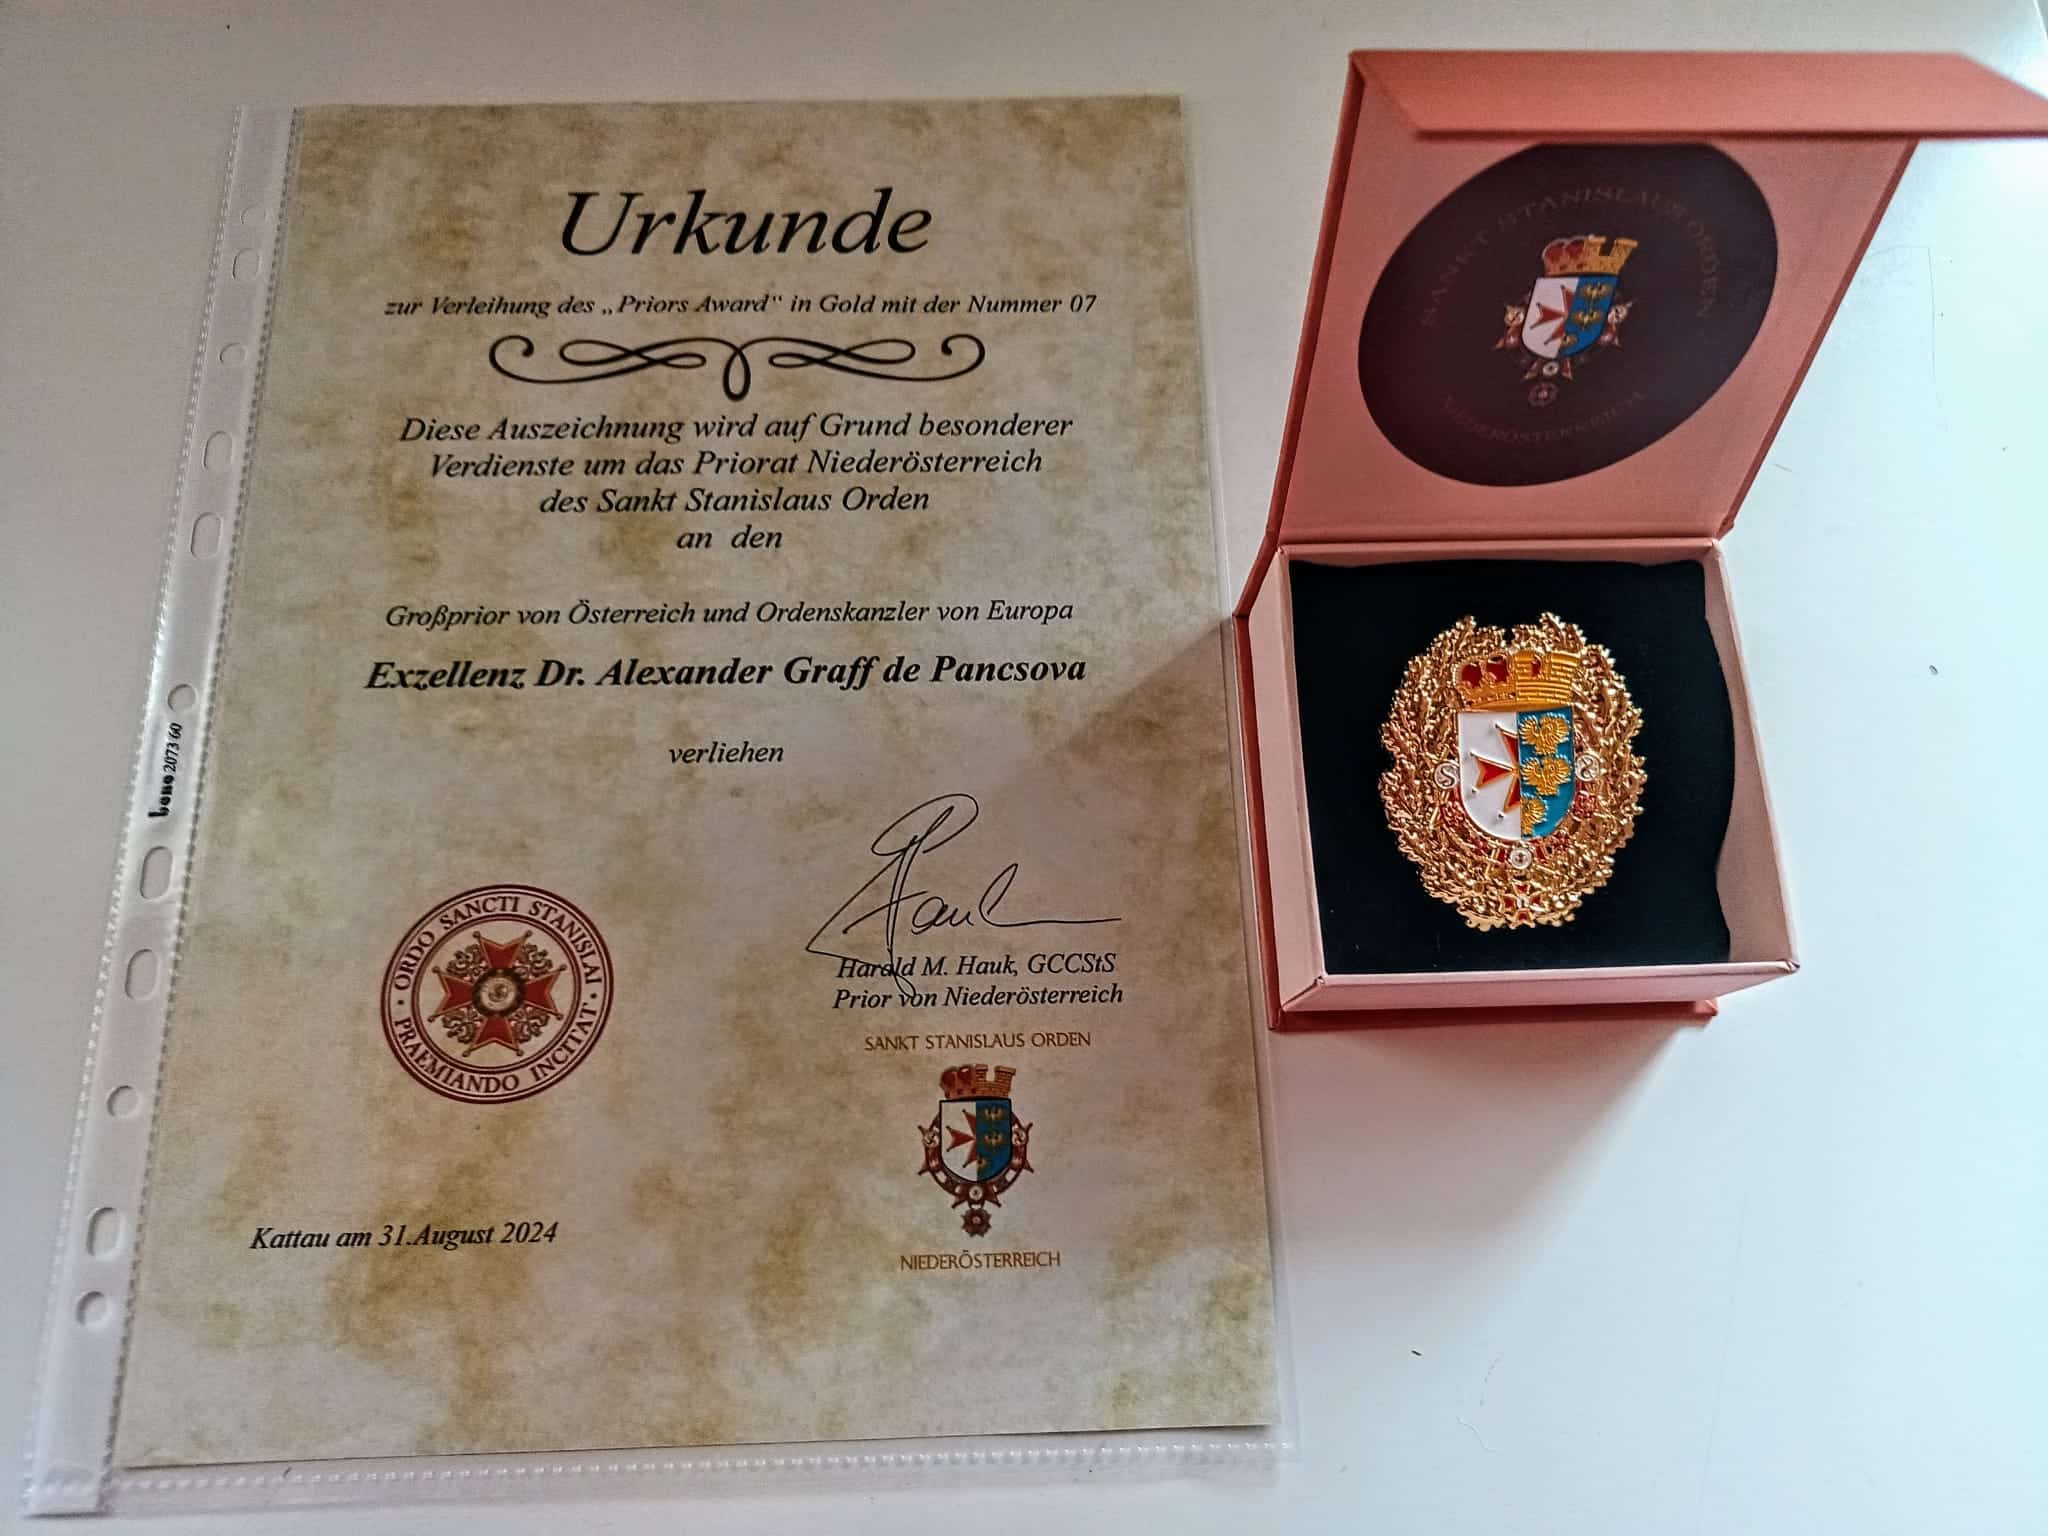 Urkunde
zur Verleihung des „Priors Award“ in Gold mit der Nummer 07
Diese Auszeichnung wird auf Grund besonderer
Verdienste um das Priorat Niederösterreich
des Sankt Stanislaus Orden
an den
Großprior von Österreich und Ordenskanzler von Europa
Exzellenz Dr. Alexander Graff de Pancsova
verliehen
Harald M. Hauk, GCCStS
Prior von Niederösterreich
SANKT STANISLAUS ORDEN
NIEDERÖSTERREICH
· ORDO SANCTI STANISLAI ·
PRAEMIANDO INCITAT
Kattau am 31.August 2024
bene 2073 60
SANKT STANISLAUS ORDEN
NIEDERÖSTERREICH